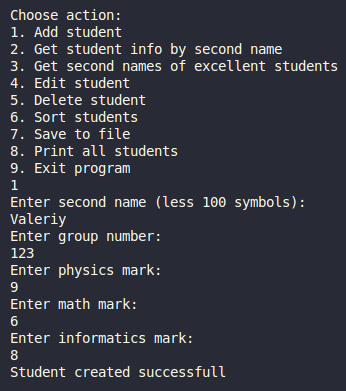 Choose action:
1. Add student
2. Get student info by second name
3. Get second names of excellent students
4. Edit student
5. Delete student
6. Sort students
7. Save to file
8. Print all students
9. Exit program
1
Enter second name (less 100 symbols):
Valeriy
Enter group number:
123
Enter physics mark:
9
Enter math mark:
6
Enter informatics mark:
8
Student created successfull